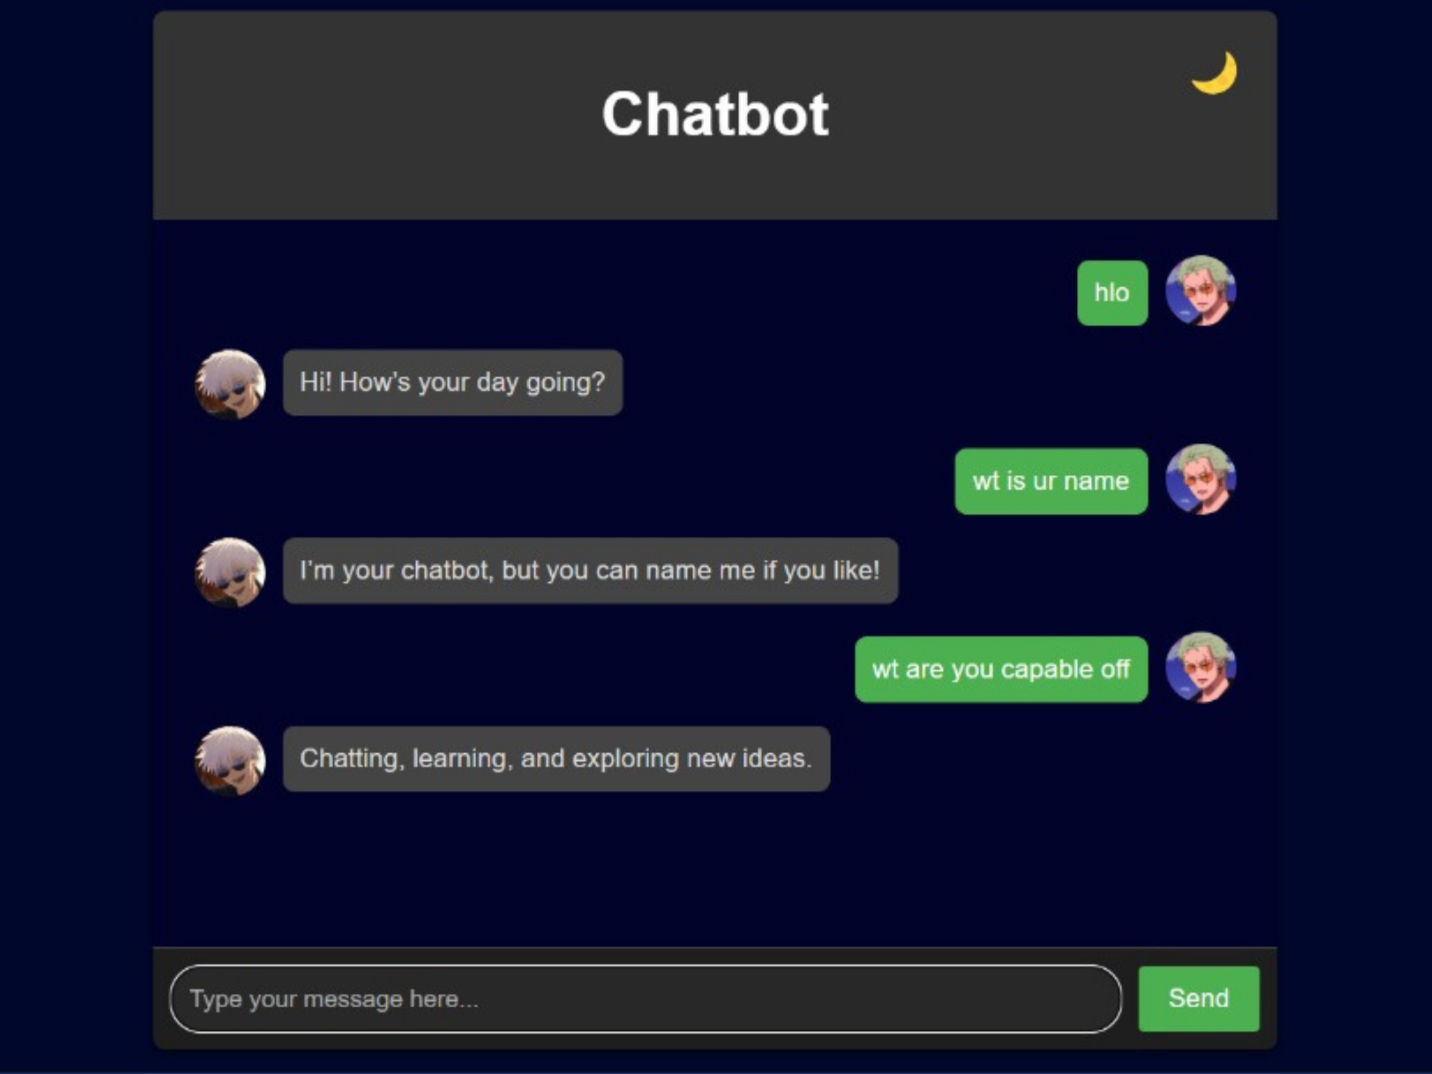 Chatbot
hlo
Hi! How's your day going?
wt is ur name
I'm your chatbot, but you can name me if you like!
wt are you capable off
Chatting, learning, and exploring new ideas.
Type your message here...
Send